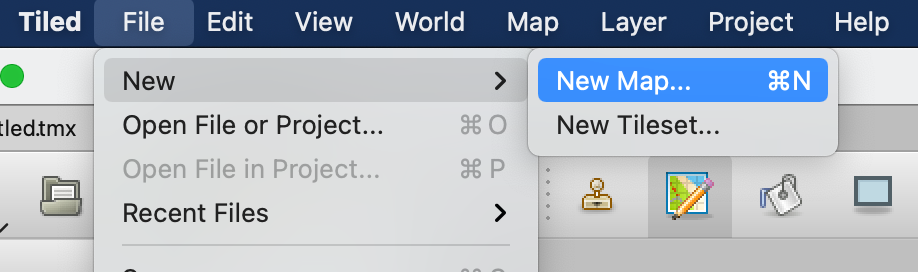 Tiled File Edit View World Map Layer Project Help
New New Map... ⌘N
tled.tmx Open File or Project... ⌘ O New Tileset...
Open File in Project... ⌘ P
Recent Files